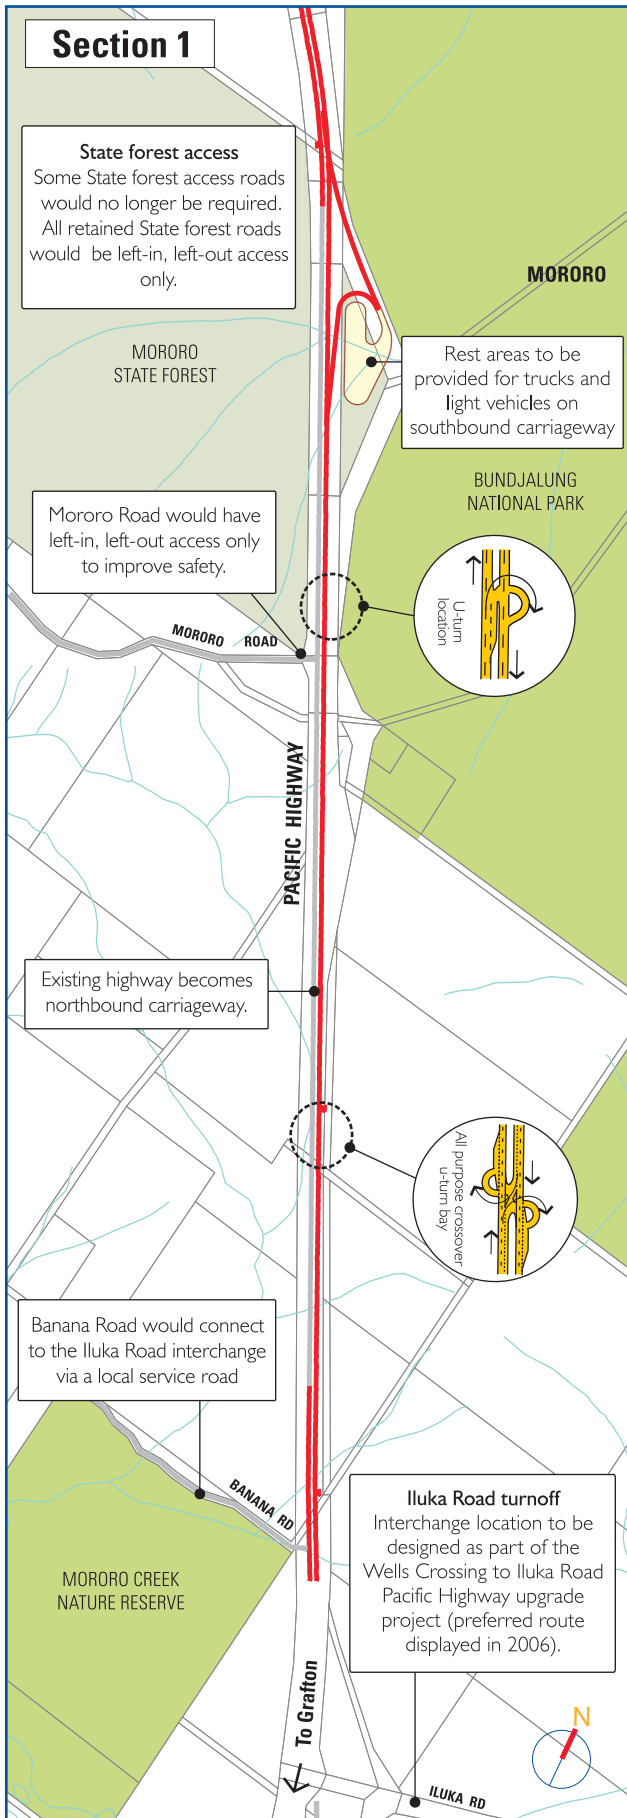 Section 1
State forest access
Some State forest access roads
would no longer be required.
All retained State forest roads
would be left-in, left-out access
only.
MORORO
MORORO
STATE FOREST
Rest areas to be
provided for trucks and
light vehicles on
southbound carriageway
BUNDJALUNG
NATIONAL PARK
Mororo Road would have
left-in, left-out access only
to improve safety.
U-turn
location
MORORO ROAD
PACIFIC HIGHWAY
Existing highway becomes
northbound carriageway.
All purpose crossover
u-turn bay
Banana Road would connect
to the Iluka Road interchange
via a local service road
BANANA RD
Iluka Road turnoff
Interchange location to be
designed as part of the
Wells Crossing to Iluka Road
Pacific Highway upgrade
project (preferred route
displayed in 2006).
MORORO CREEK
NATURE RESERVE
To Grafton
N
ILUKA RD